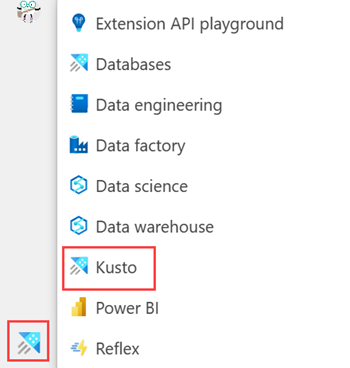 Extension API playground
Databases
Data engineering
Data factory
Data science
Data warehouse
Kusto
Power BI
Reflex